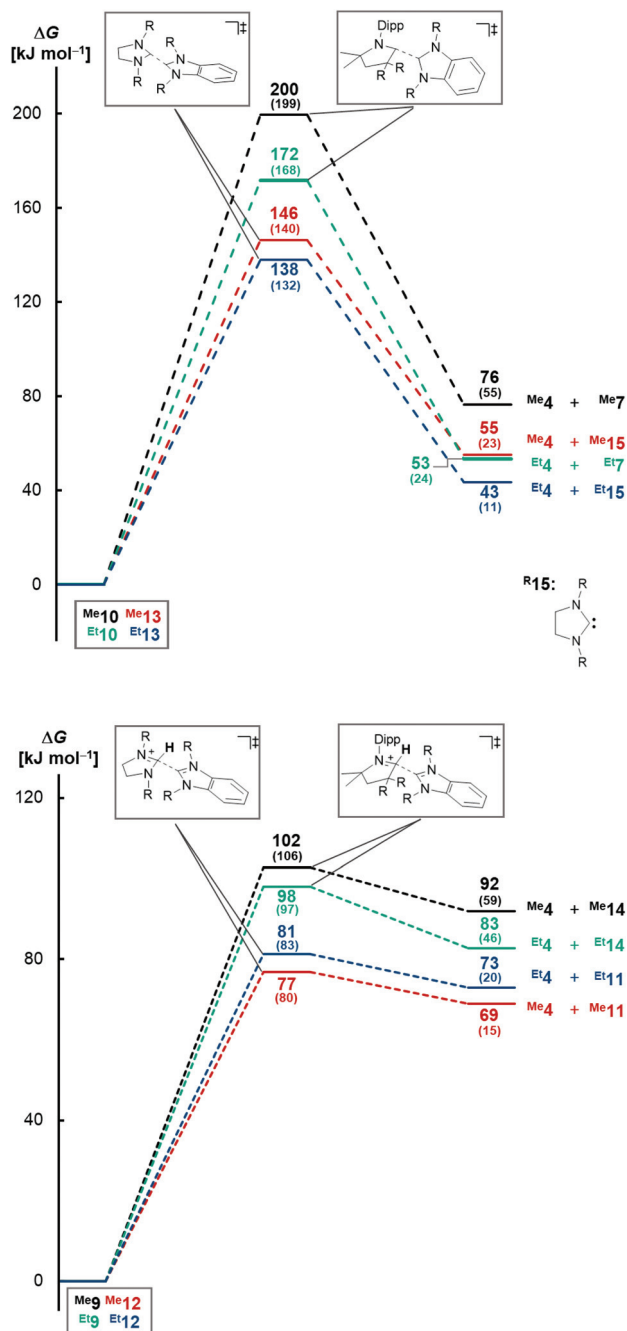 ΔG
[kJ mol⁻¹]
R
N
N
R
R
N
N
R
‡
Dipp
N
R
R
R
N
N
R
‡
200
(199)
200
172
(168)
160
146
(140)
138
(132)
120
80
76
(55)
Me4 + Me7
55
(23)
Me4 + Me15
53
(24)
Et4 + Et7
43
(11)
Et4 + Et15
40
0
Me10 Me13
Et10 Et13
R15:
R
N
N
R
:
ΔG
[kJ mol⁻¹]
R
N
+
H
N
R
R
N
N
R
‡
Dipp
N
+
H
R
R
R
N
N
R
‡
120
102
(106)
98
(97)
92
(59)
Me4 + Me14
83
(46)
Et4 + Et14
81
(83)
80
77
(80)
73
(20)
Et4 + Et11
69
(15)
Me4 + Me11
40
0
Me9 Me12
Et9 Et12